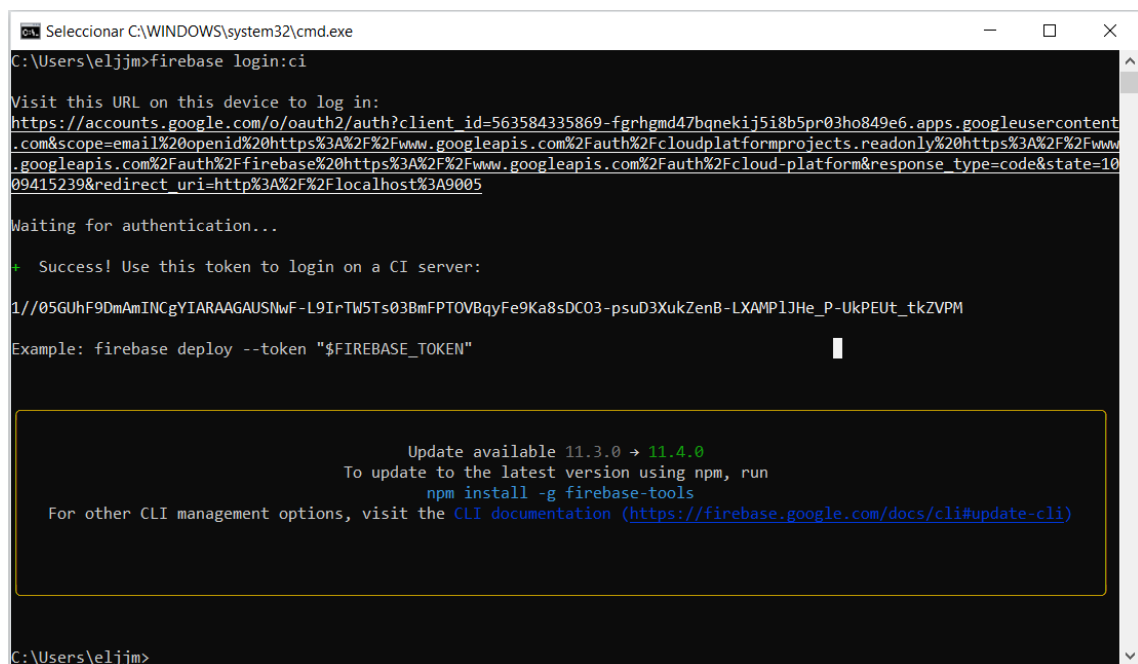 Seleccionar C:\WINDOWS\system32\cmd.exe
C:\Users\eljjm>firebase login:ci
Visit this URL on this device to log in:
https://accounts.google.com/o/oauth2/auth?client_id=563584335869-fgrhgmd47bqnekij5i8b5pr03ho849e6.apps.googleusercontent
.com&scope=email%20openid%20https%3A%2F%2Fwww.googleapis.com%2Fauth%2Fcloudplatformprojects.readonly%20https%3A%2F%2Fwww
.googleapis.com%2Fauth%2Ffirebase%20https%3A%2F%2Fwww.googleapis.com%2Fauth%2Fcloud-platform&response_type=code&state=10
09415239&redirect_uri=http%3A%2F%2Flocalhost%3A9005
Waiting for authentication...
+  Success! Use this token to login on a CI server:
1//05GUhF9DmAmINCgYIARAAGAUSNwF-L9IrTW5Ts03BmFPTOVBqyFe9Ka8sDCO3-psuD3XukZenB-LXAMPlJHe_P-UkPEUt_tkZVPM
Example: firebase deploy --token "$FIREBASE_TOKEN"
Update available 11.3.0 → 11.4.0
To update to the latest version using npm, run
npm install -g firebase-tools
For other CLI management options, visit the CLI documentation (https://firebase.google.com/docs/cli#update-cli)
C:\Users\eljjm>